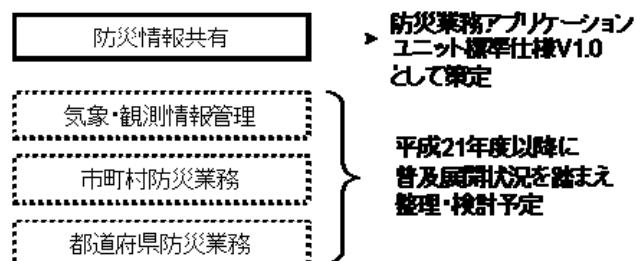 防災情報共有
防災業務アプリケーション
ユニット標準仕様V1.0
として策定
気象・観測情報管理
市町村防災業務
都道府県防災業務
平成21年度以降に
普及展開状況を踏まえ
整理・検討予定